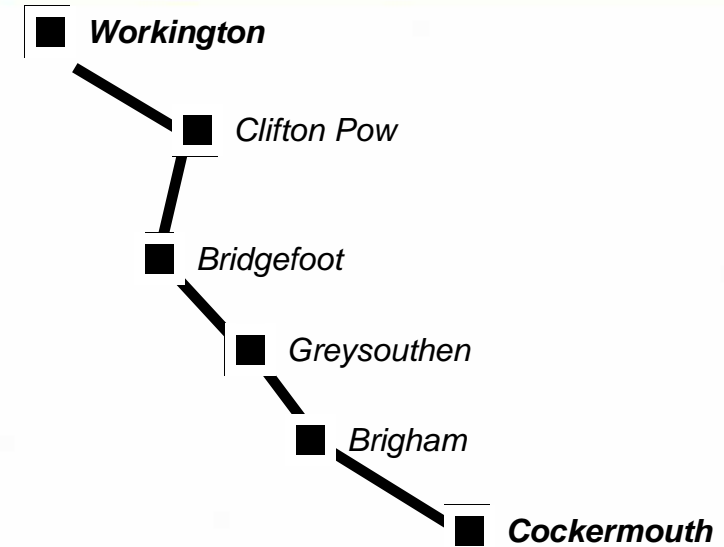 Workington
Clifton Pow
Bridgefoot
Greysouthen
Brigham
Cockermouth